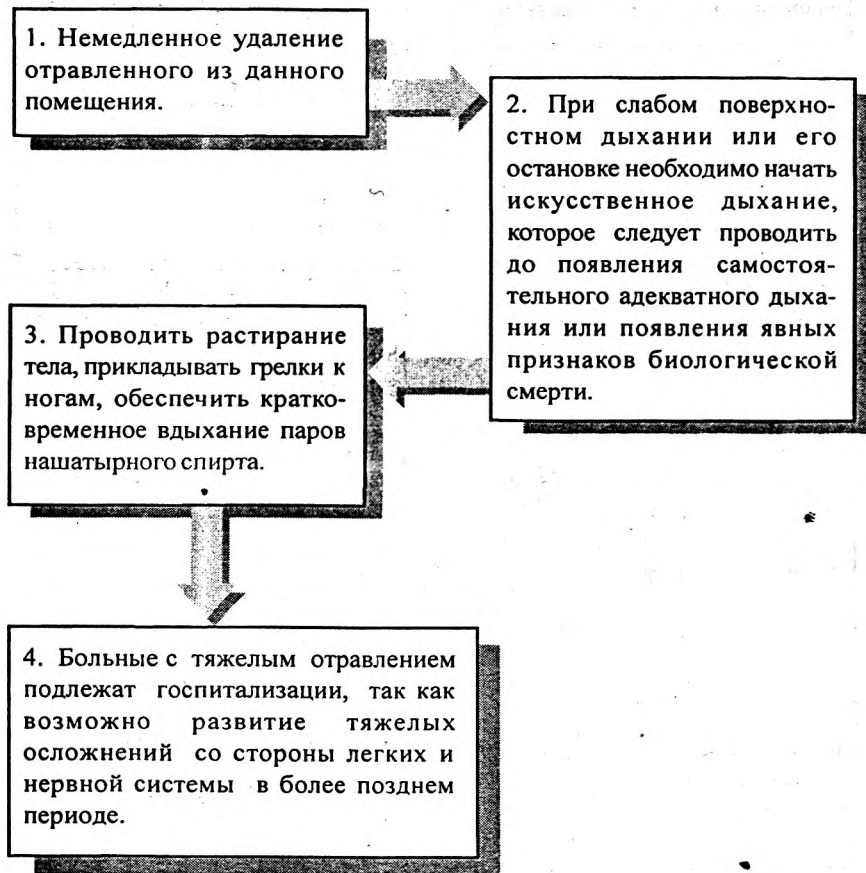 1. Немедленное удаление
отравленного из данного
помещения.
2. При слабом поверхно-
стном дыхании или его
остановке необходимо начать
искусственное дыхание,
которое следует проводить
до появления самостоя-
тельного адекватного дыха-
ния или появления явных
признаков биологической
смерти.
3. Проводить растирание
тела, прикладывать грелки к
ногам, обеспечить кратко-
временное вдыхание паров
нашатырного спирта.
4. Больные с тяжелым отравлением
подлежат госпитализации, так как
возможно развитие тяжелых
осложнений со стороны легких и
нервной системы в более позднем
периоде.